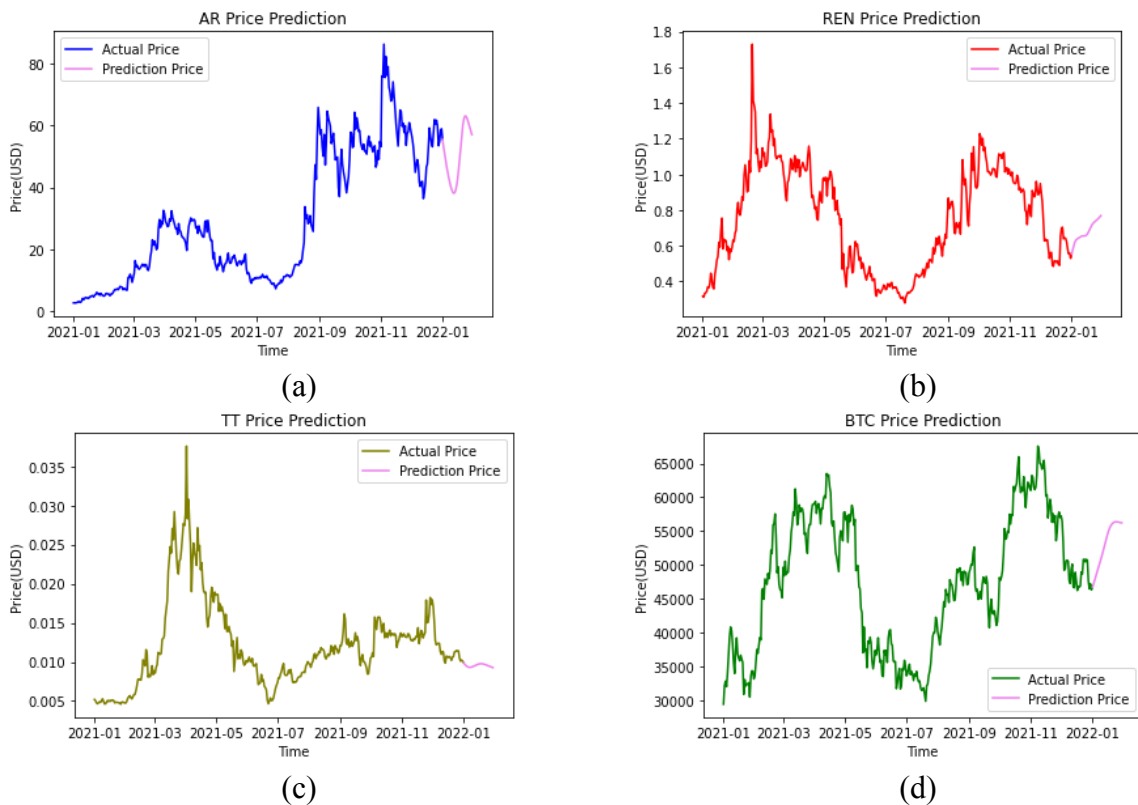 AR Price Prediction
Actual Price
Prediction Price
Price(USD)
80
60
40
20
0
2021-01 2021-03 2021-05 2021-07 2021-09 2021-11 2022-01
Time
(a)
REN Price Prediction
Actual Price
Prediction Price
Price(USD)
1.8
1.6
1.4
1.2
1.0
0.8
0.6
0.4
2021-01 2021-03 2021-05 2021-07 2021-09 2021-11 2022-01
Time
(b)
TT Price Prediction
Actual Price
Prediction Price
Price(USD)
0.035
0.030
0.025
0.020
0.015
0.010
0.005
2021-01 2021-03 2021-05 2021-07 2021-09 2021-11 2022-01
Time
(c)
BTC Price Prediction
Price(USD)
65000
60000
55000
50000
45000
40000
35000
30000
Actual Price
Prediction Price
2021-01 2021-03 2021-05 2021-07 2021-09 2021-11 2022-01
Time
(d)